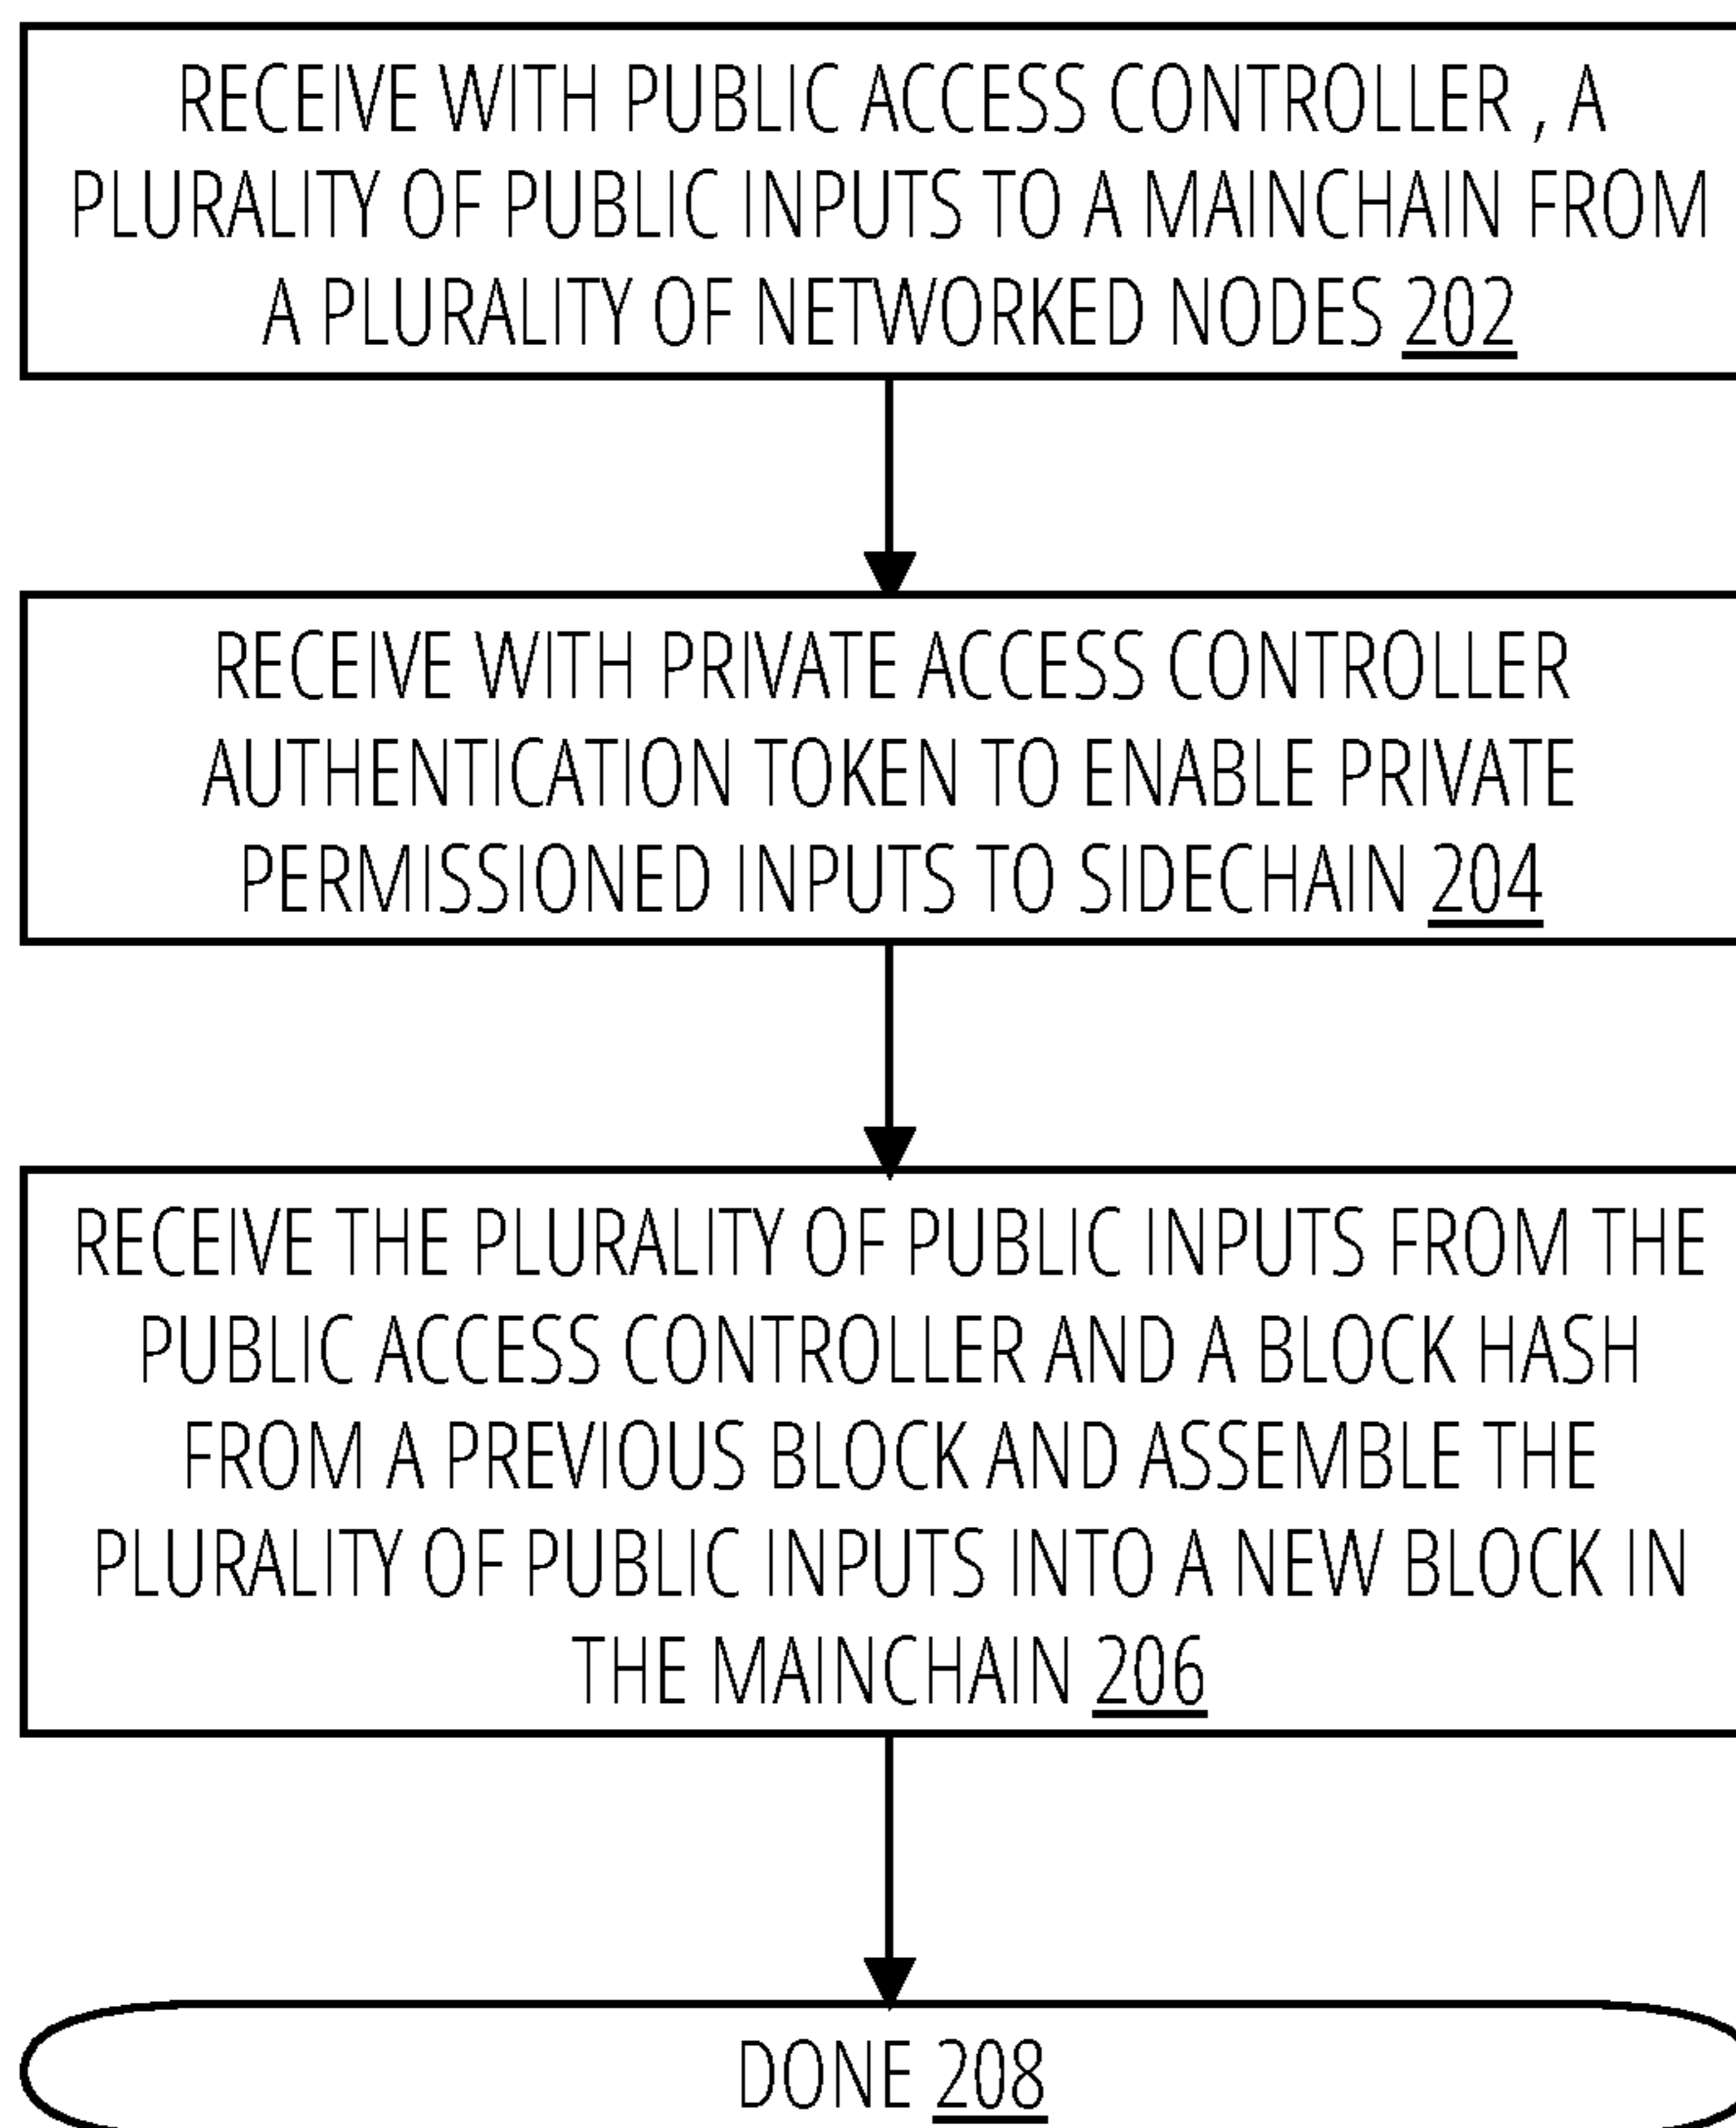 RECEIVE WITH PUBLIC ACCESS CONTROLLER , A
PLURALITY OF PUBLIC INPUTS TO A MAINCHAIN FROM
A PLURALITY OF NETWORKED NODES 202
RECEIVE WITH PRIVATE ACCESS CONTROLLER
AUTHENTICATION TOKEN TO ENABLE PRIVATE
PERMISSIONED INPUTS TO SIDECHAIN 204
RECEIVE THE PLURALITY OF PUBLIC INPUTS FROM THE
PUBLIC ACCESS CONTROLLER AND A BLOCK HASH
FROM A PREVIOUS BLOCK AND ASSEMBLE THE
PLURALITY OF PUBLIC INPUTS INTO A NEW BLOCK IN
THE MAINCHAIN 206
DONE 208